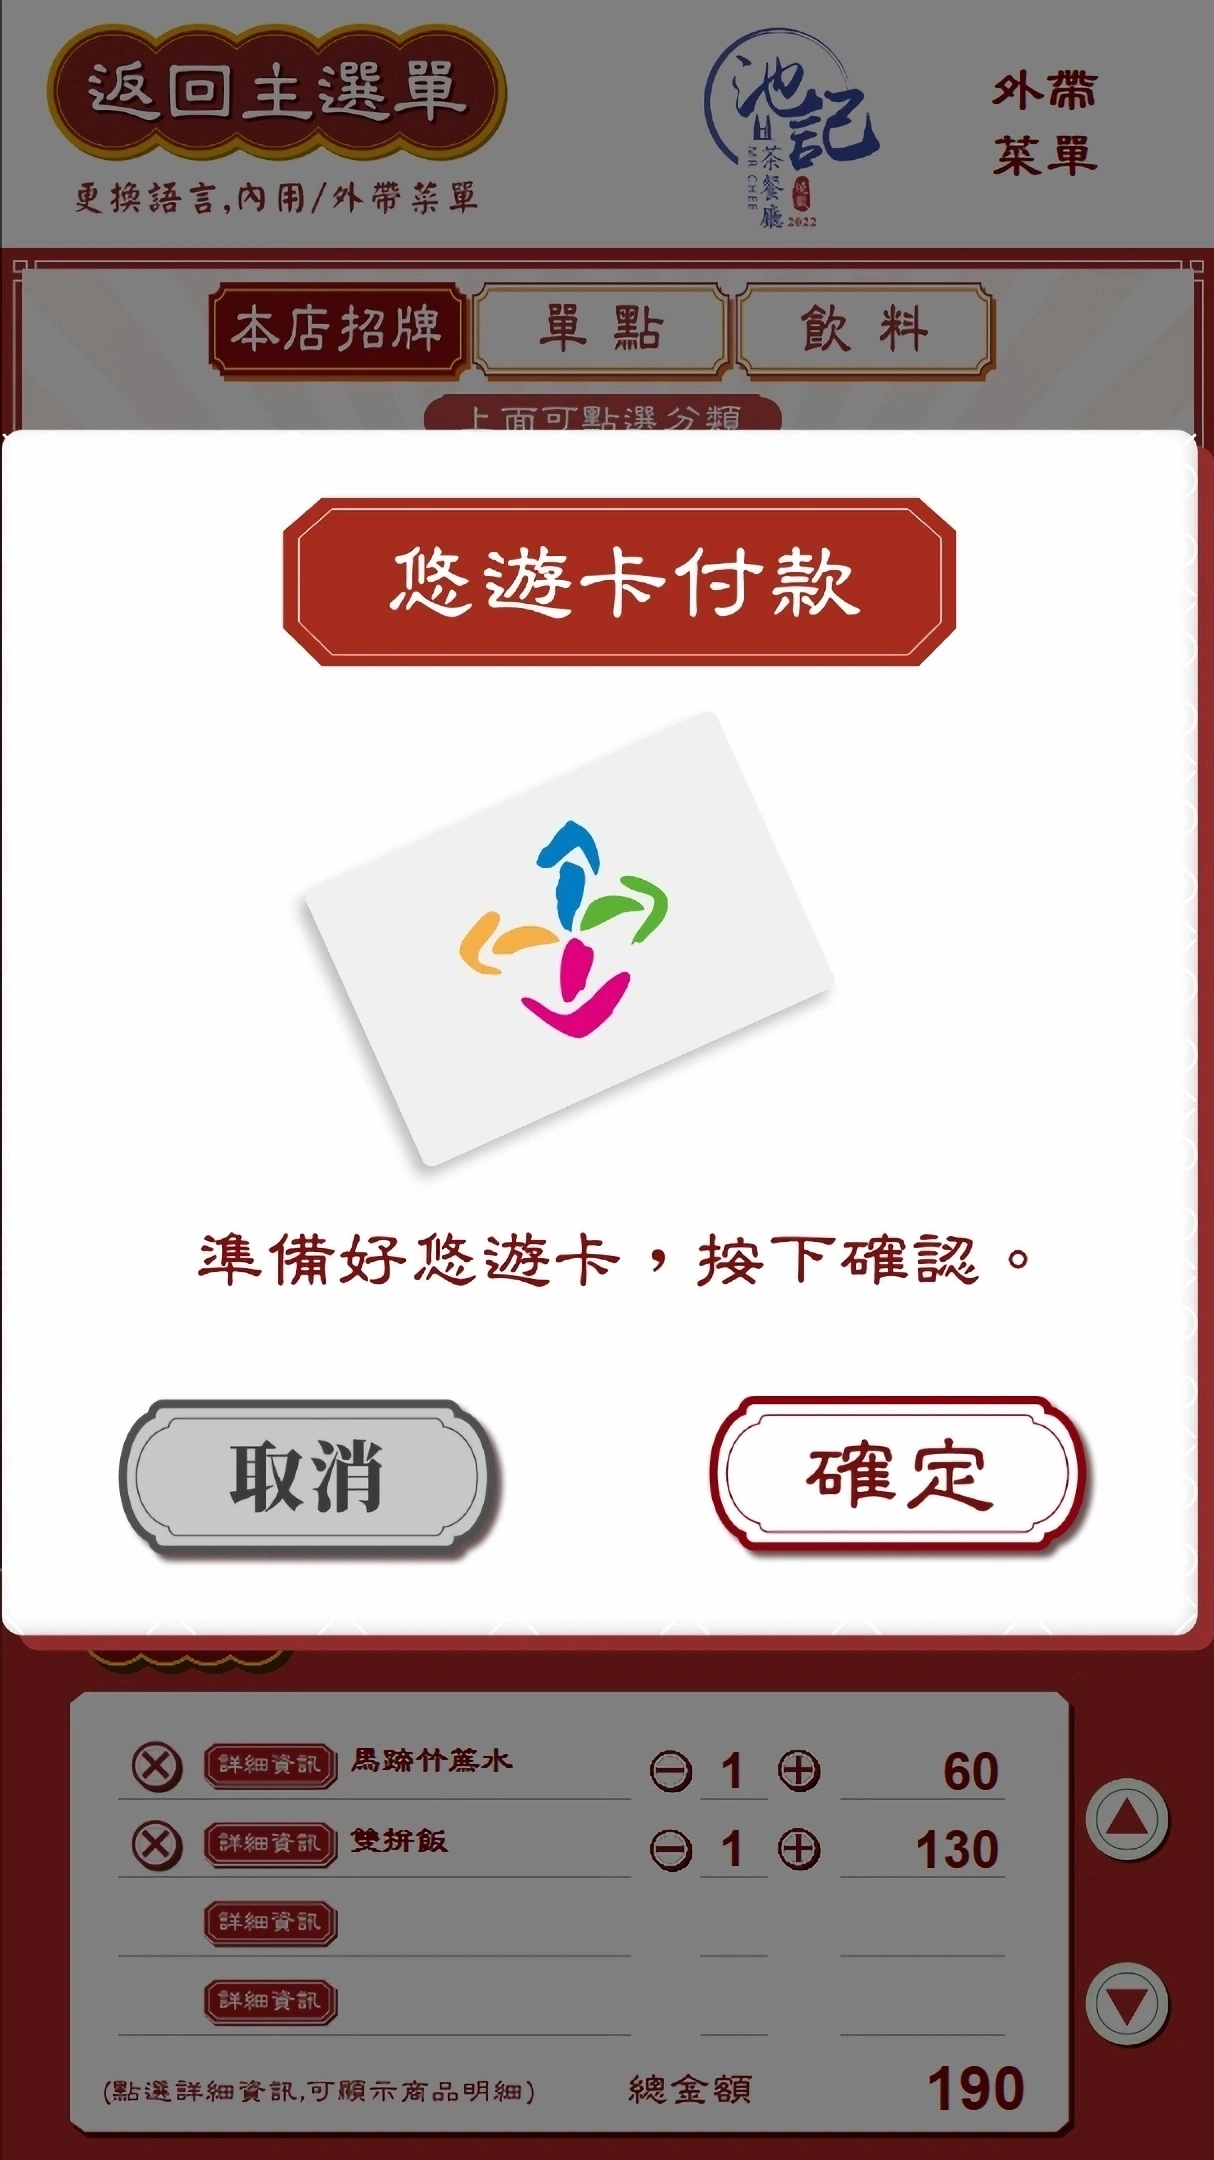 返回主選單
更換語言,內用/外帶菜單
池記
茶餐廳
MR CHEF
2022
外帶
菜單
本店招牌
單點
飲料
上面可點選分類
悠遊卡付款
準備好悠遊卡，按下確認。
取消
確定
詳細資訊 馬蹄竹蔗水 1 60
詳細資訊 雙拼飯 1 130
詳細資訊
詳細資訊
(點選詳細資訊,可顯示商品明細) 總金額 190